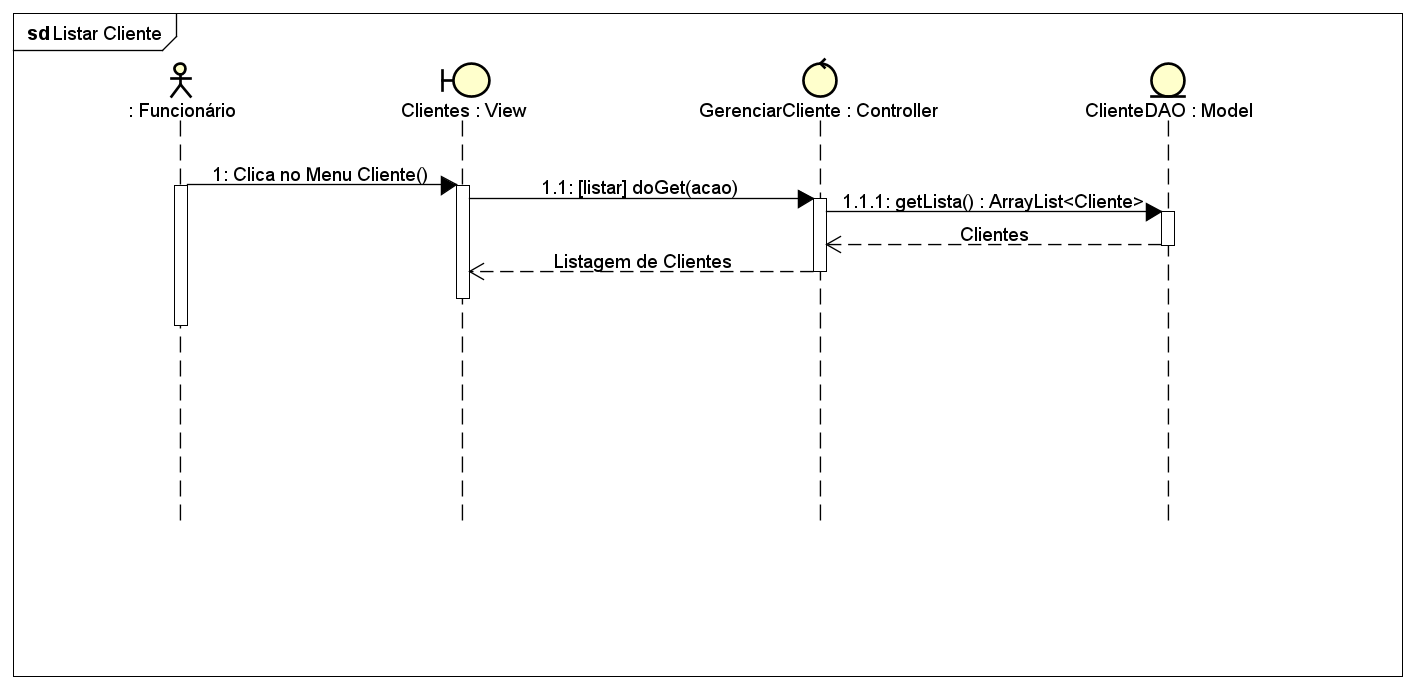 sd Listar Cliente
: Funcionário
Clientes : View
GerenciarCliente : Controller
ClienteDAO : Model
1: Clica no Menu Cliente()
1.1: [listar] doGet(acao)
1.1.1: getLista() : ArrayList<Cliente>
Clientes
Listagem de Clientes